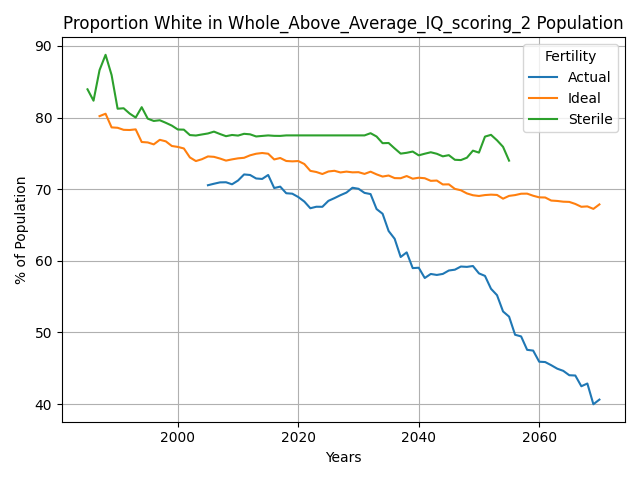 Proportion White in Whole_Above_Average_IQ_scoring_2 Population
Fertility
Actual
Ideal
Sterile
% of Population
90
80
70
60
50
40
2000 2020 2040 2060
Years